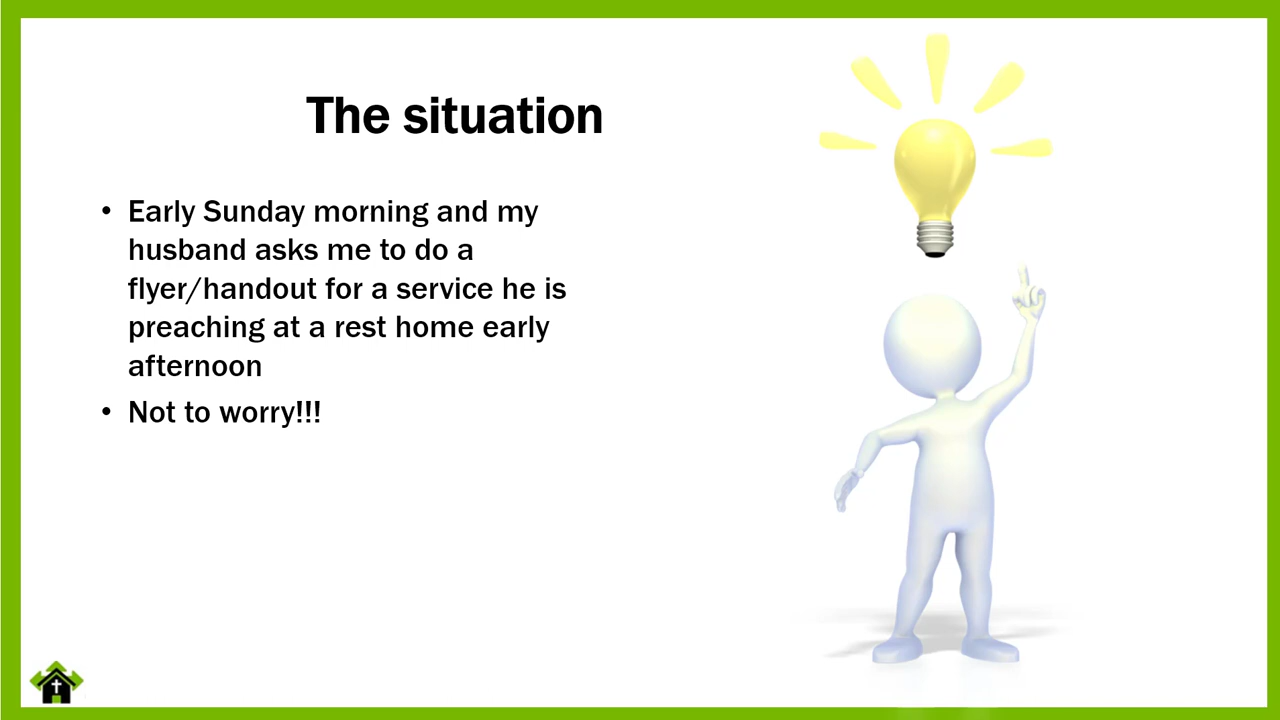 The situation
• Early Sunday morning and my
husband asks me to do a
flyer/handout for a service he is
preaching at a rest home early
afternoon
• Not to worry!!!